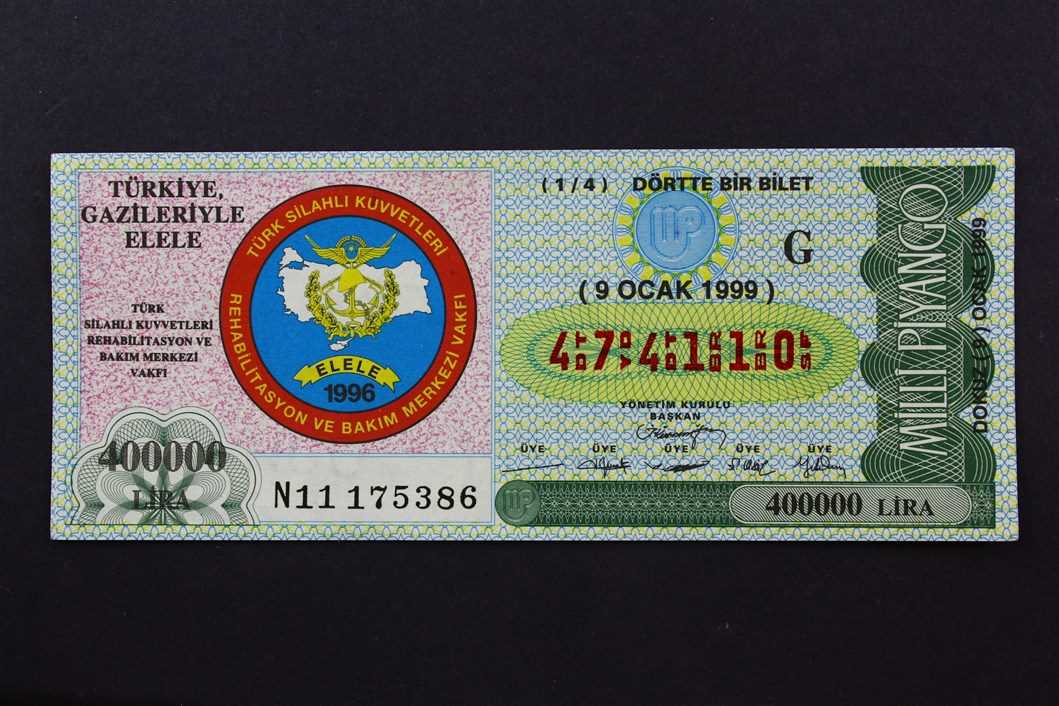 TÜRKİYE,
GAZİLERİYLE
ELELE
TÜRK
SİLAHLI KUVVETLERİ
REHABİLİTASYON VE
BAKIM MERKEZİ
VAKFI
TÜRK SİLAHLI KUVVETLERİ
REHABİLİTASYON VE BAKIM MERKEZİ VAKFI
ELELE
1996
400000
LİRA
N11 175386
(1/4) DÖRTTE BİR BİLET
MP
G
( 9 OCAK 1999 )
4 7 4 1 1 0
YÖNETİM KURULU
BAŞKAN
ÜYE ÜYE ÜYE ÜYE ÜYE
MP
400000 LİRA
MİLLİ PİYANGO
DOKUZ ( 9 ) OCAK 1999